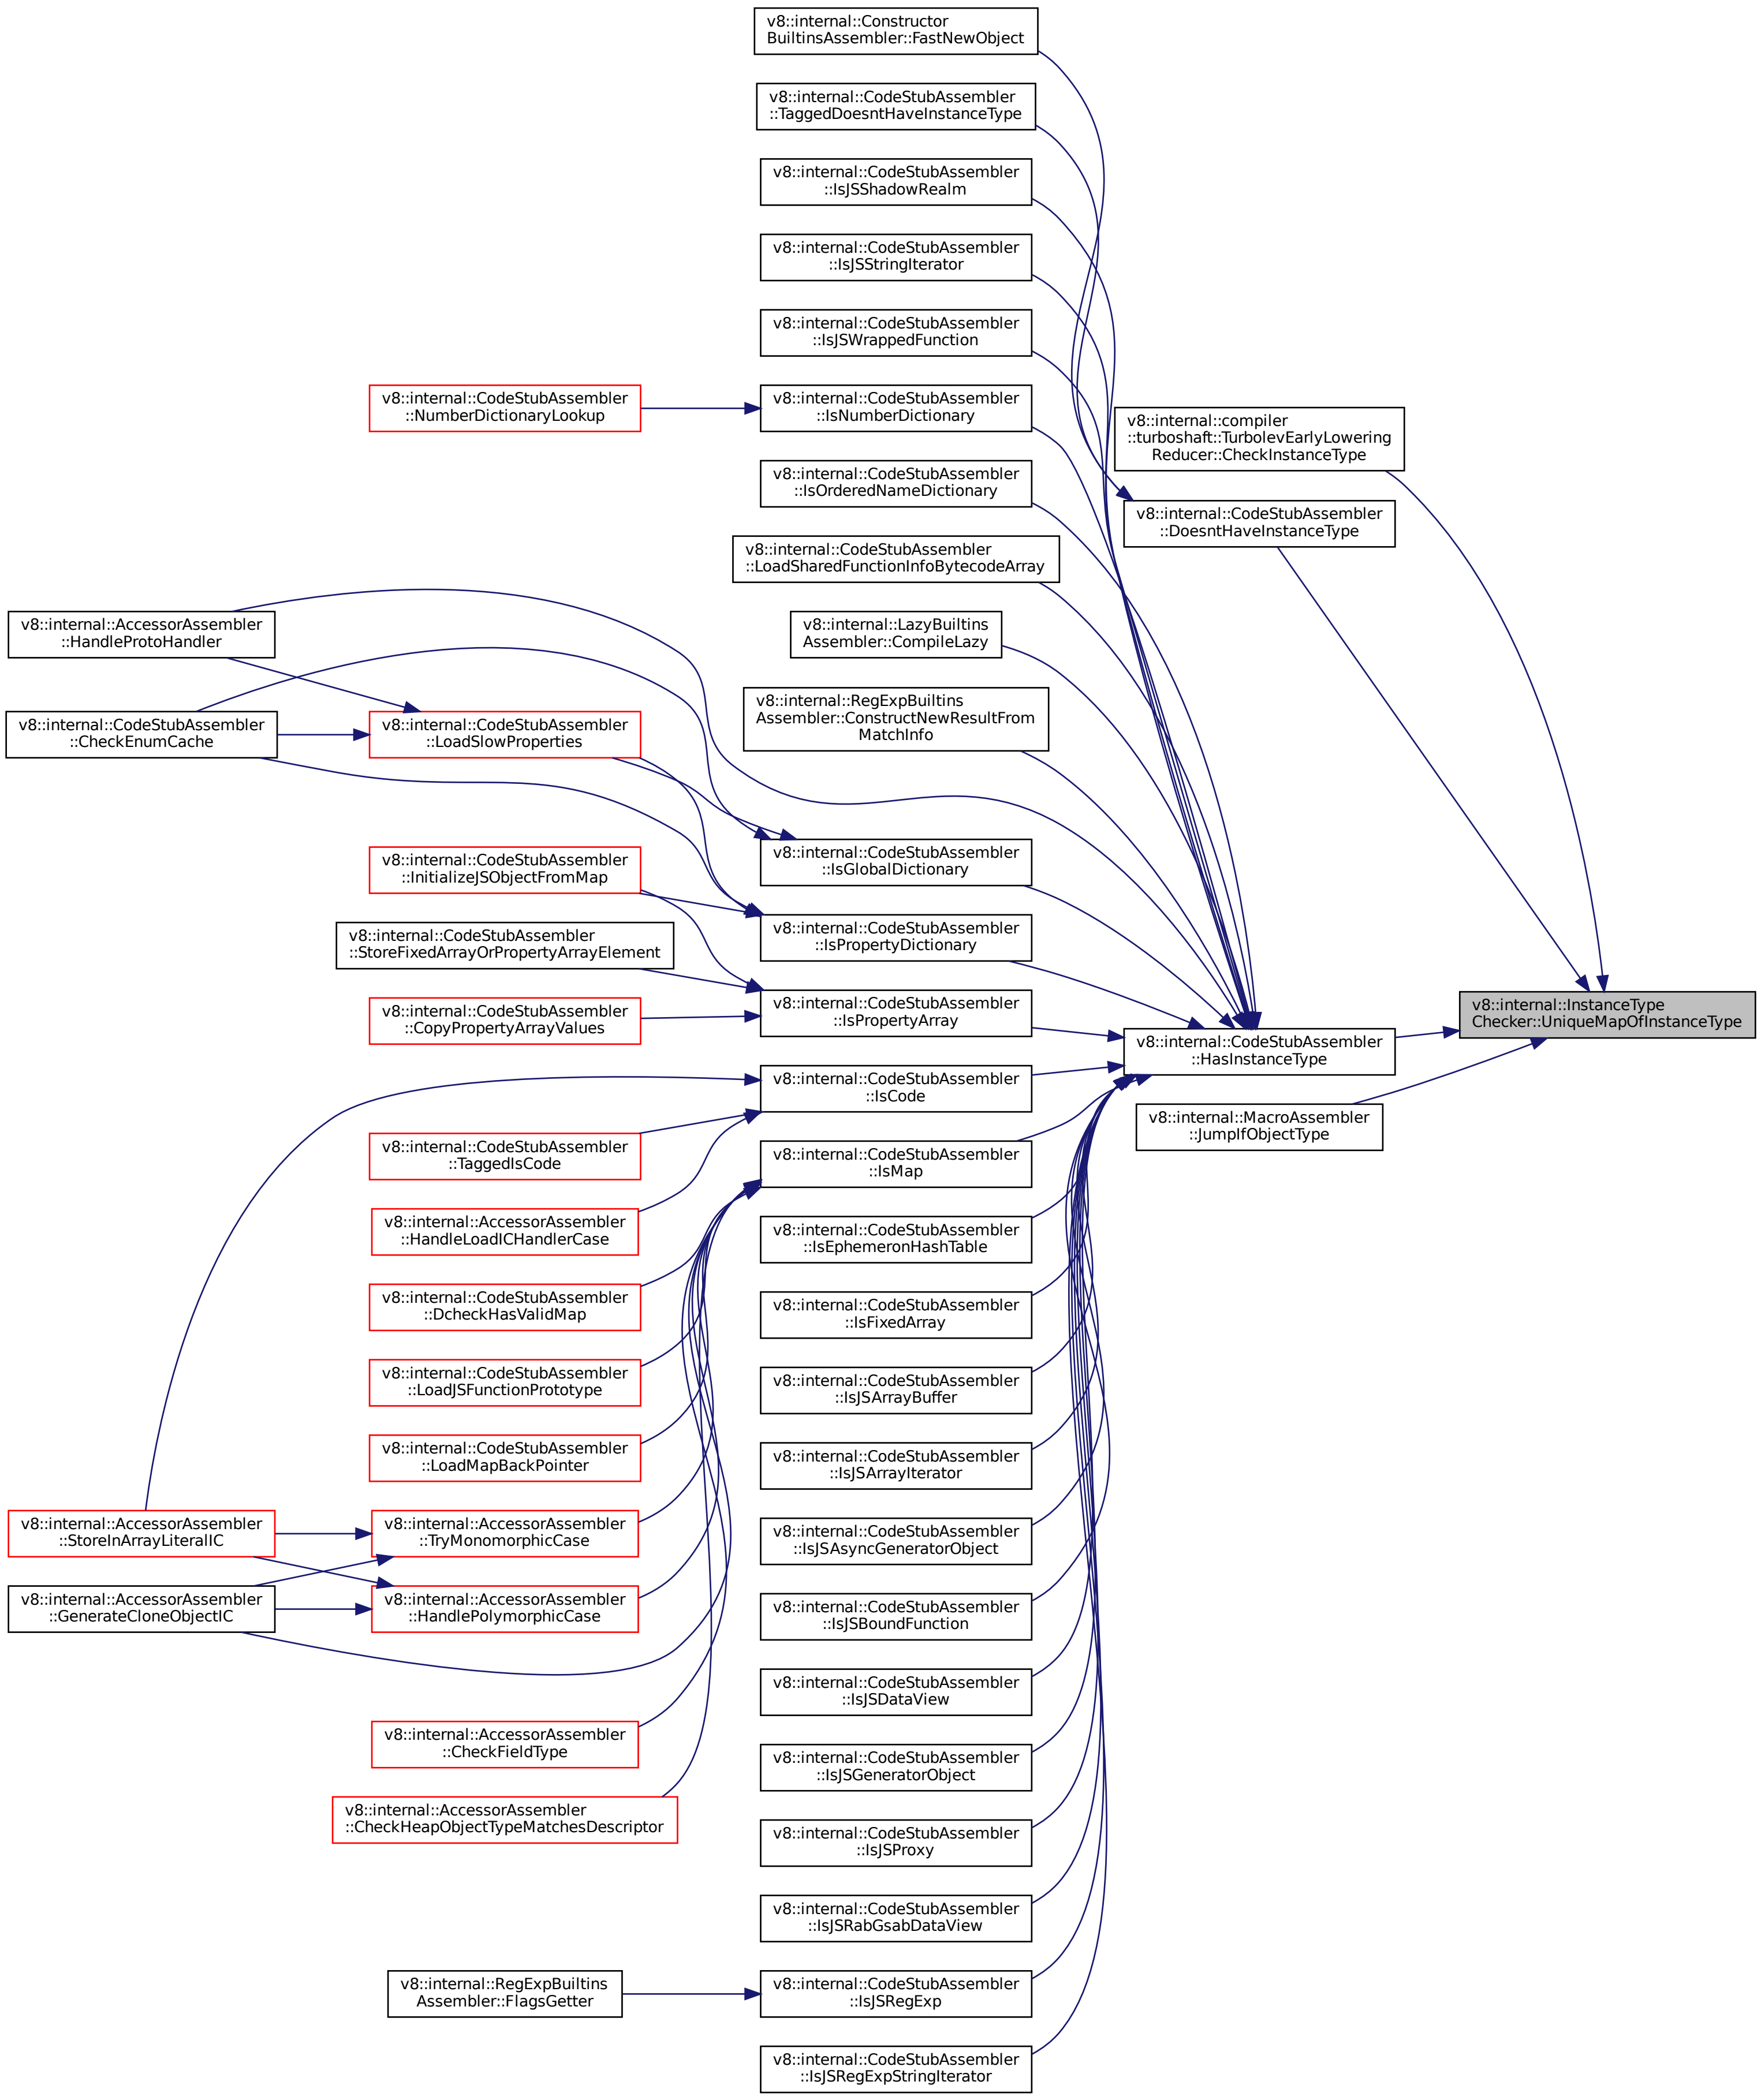 v8::internal::Constructor
BuiltinsAssembler::FastNewObject
v8::internal::CodeStubAssembler
::TaggedDoesntHaveInstanceType
v8::internal::CodeStubAssembler
::IsJSShadowRealm
v8::internal::CodeStubAssembler
::IsJSStringIterator
v8::internal::CodeStubAssembler
::IsJSWrappedFunction
v8::internal::CodeStubAssembler
::NumberDictionaryLookup
v8::internal::CodeStubAssembler
::IsNumberDictionary
v8::internal::compiler
::turboshaft::TurbolevEarlyLowering
Reducer::CheckInstanceType
v8::internal::CodeStubAssembler
::IsOrderedNameDictionary
v8::internal::CodeStubAssembler
::DoesntHaveInstanceType
v8::internal::CodeStubAssembler
::LoadSharedFunctionInfoBytecodeArray
v8::internal::AccessorAssembler
::HandleProtoHandler
v8::internal::LazyBuiltins
Assembler::CompileLazy
v8::internal::CodeStubAssembler
::CheckEnumCache
v8::internal::CodeStubAssembler
::LoadSlowProperties
v8::internal::RegExpBuiltins
Assembler::ConstructNewResultFrom
MatchInfo
v8::internal::CodeStubAssembler
::InitializeJSObjectFromMap
v8::internal::CodeStubAssembler
::IsGlobalDictionary
v8::internal::CodeStubAssembler
::StoreFixedArrayOrPropertyArrayElement
v8::internal::CodeStubAssembler
::IsPropertyDictionary
v8::internal::CodeStubAssembler
::CopyPropertyArrayValues
v8::internal::CodeStubAssembler
::IsPropertyArray
v8::internal::InstanceType
Checker::UniqueMapOfInstanceType
v8::internal::CodeStubAssembler
::HasInstanceType
v8::internal::CodeStubAssembler
::IsCode
v8::internal::MacroAssembler
::JumpIfObjectType
v8::internal::CodeStubAssembler
::TaggedIsCode
v8::internal::CodeStubAssembler
::IsMap
v8::internal::AccessorAssembler
::HandleLoadICHandlerCase
v8::internal::CodeStubAssembler
::IsEphemeronHashTable
v8::internal::CodeStubAssembler
::DcheckHasValidMap
v8::internal::CodeStubAssembler
::IsFixedArray
v8::internal::CodeStubAssembler
::LoadJSFunctionPrototype
v8::internal::CodeStubAssembler
::IsJSArrayBuffer
v8::internal::CodeStubAssembler
::LoadMapBackPointer
v8::internal::CodeStubAssembler
::IsJSArrayIterator
v8::internal::AccessorAssembler
::StoreInArrayLiteralIC
v8::internal::AccessorAssembler
::TryMonomorphicCase
v8::internal::CodeStubAssembler
::IsJSAsyncGeneratorObject
v8::internal::AccessorAssembler
::GenerateCloneObjectIC
v8::internal::AccessorAssembler
::HandlePolymorphicCase
v8::internal::CodeStubAssembler
::IsJSBoundFunction
v8::internal::CodeStubAssembler
::IsJSDataView
v8::internal::AccessorAssembler
::CheckFieldType
v8::internal::CodeStubAssembler
::IsJSGeneratorObject
v8::internal::AccessorAssembler
::CheckHeapObjectTypeMatchesDescriptor
v8::internal::CodeStubAssembler
::IsJSProxy
v8::internal::CodeStubAssembler
::IsJSRabGsabDataView
v8::internal::RegExpBuiltins
Assembler::FlagsGetter
v8::internal::CodeStubAssembler
::IsJSRegExp
v8::internal::CodeStubAssembler
::IsJSRegExpStringIterator